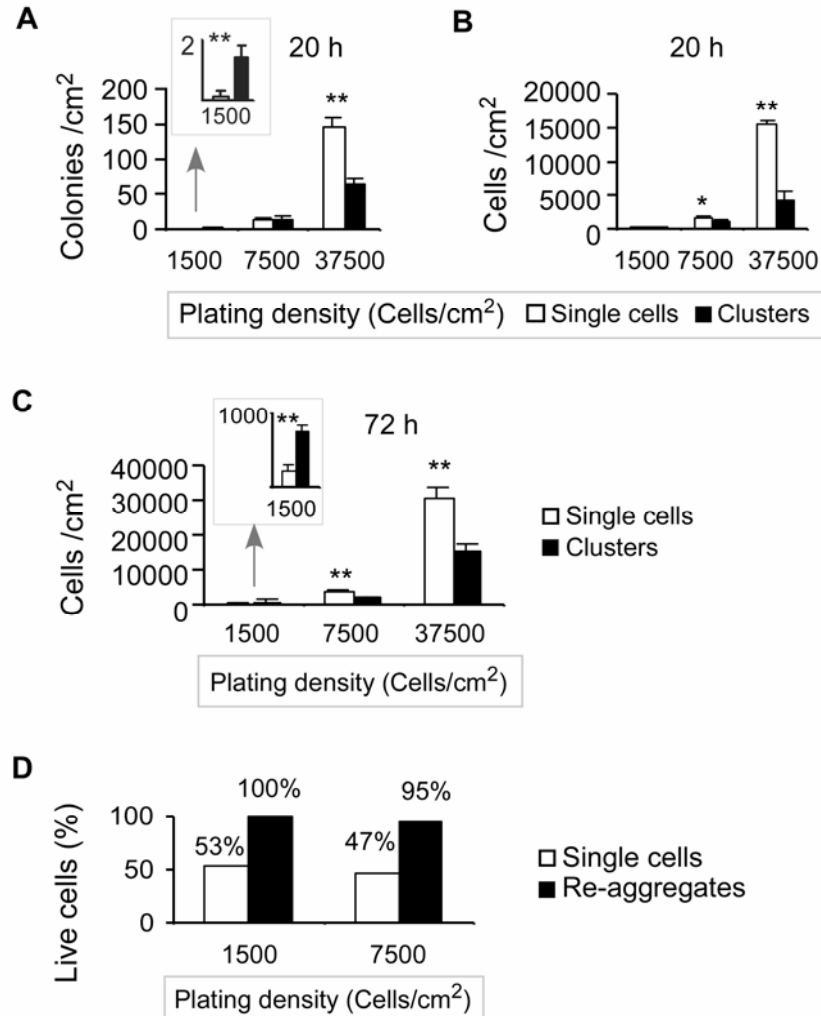 A
2
**
1500
20 h
Colonies /cm²
200
150
100
50
0
**
1500
7500
37500
B
20 h
Cells /cm²
20000
15000
10000
5000
0
*
**
1500
7500
37500
Plating density (Cells/cm²)
Single cells
Clusters
C
1000
**
1500
72 h
Cells /cm²
40000
30000
20000
10000
0
**
**
1500
7500
37500
Single cells
Clusters
Plating density (Cells/cm²)
D
Live cells (%)
100
50
0
53%
100%
47%
95%
1500
7500
Single cells
Re-aggregates
Plating density (Cells/cm²)